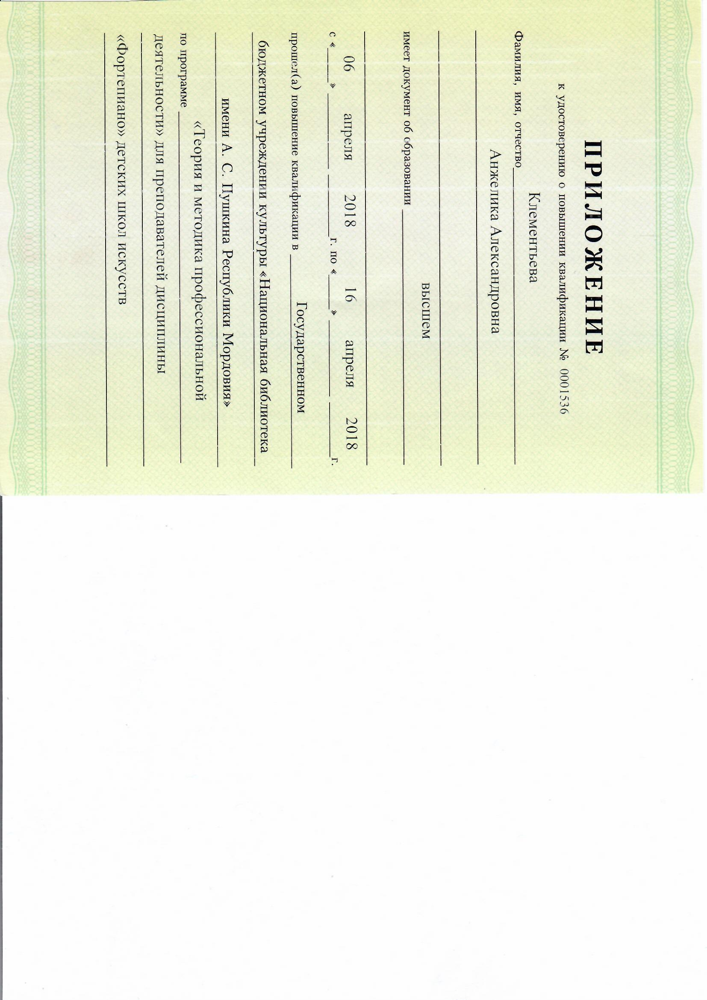 ПРИЛОЖЕНИЕ
к удостоверению о повышении квалификации № 0001536
Клементьева
Фамилия, имя, отчество
Анжелика Александровна
высшем
имеет документ об образовании
с « 06 » апреля 2018 г. по « 16 » апреля 2018 г.
прошел(а) повышение квалификации в Государственном
бюджетном учреждении культуры «Национальная библиотека
имени А. С. Пушкина Республики Мордовия»
по программе «Теория и методика профессиональной
деятельности» для преподавателей дисциплины
«Фортепиано» детских школ искусств